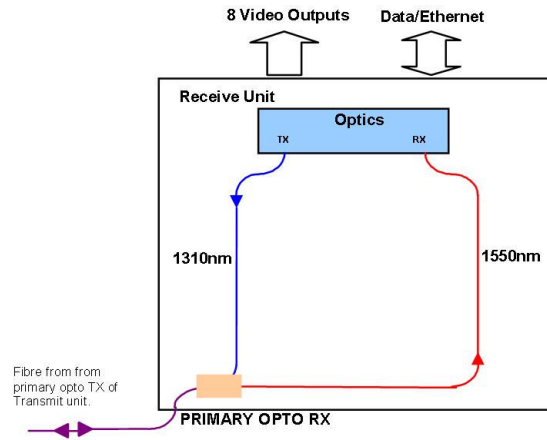 8 Video Outputs
Data/Ethernet
Receive Unit
Optics
TX
RX
1310nm
1550nm
Fibre from from
primary opto TX of
Transmit unit.
PRIMARY OPTO RX